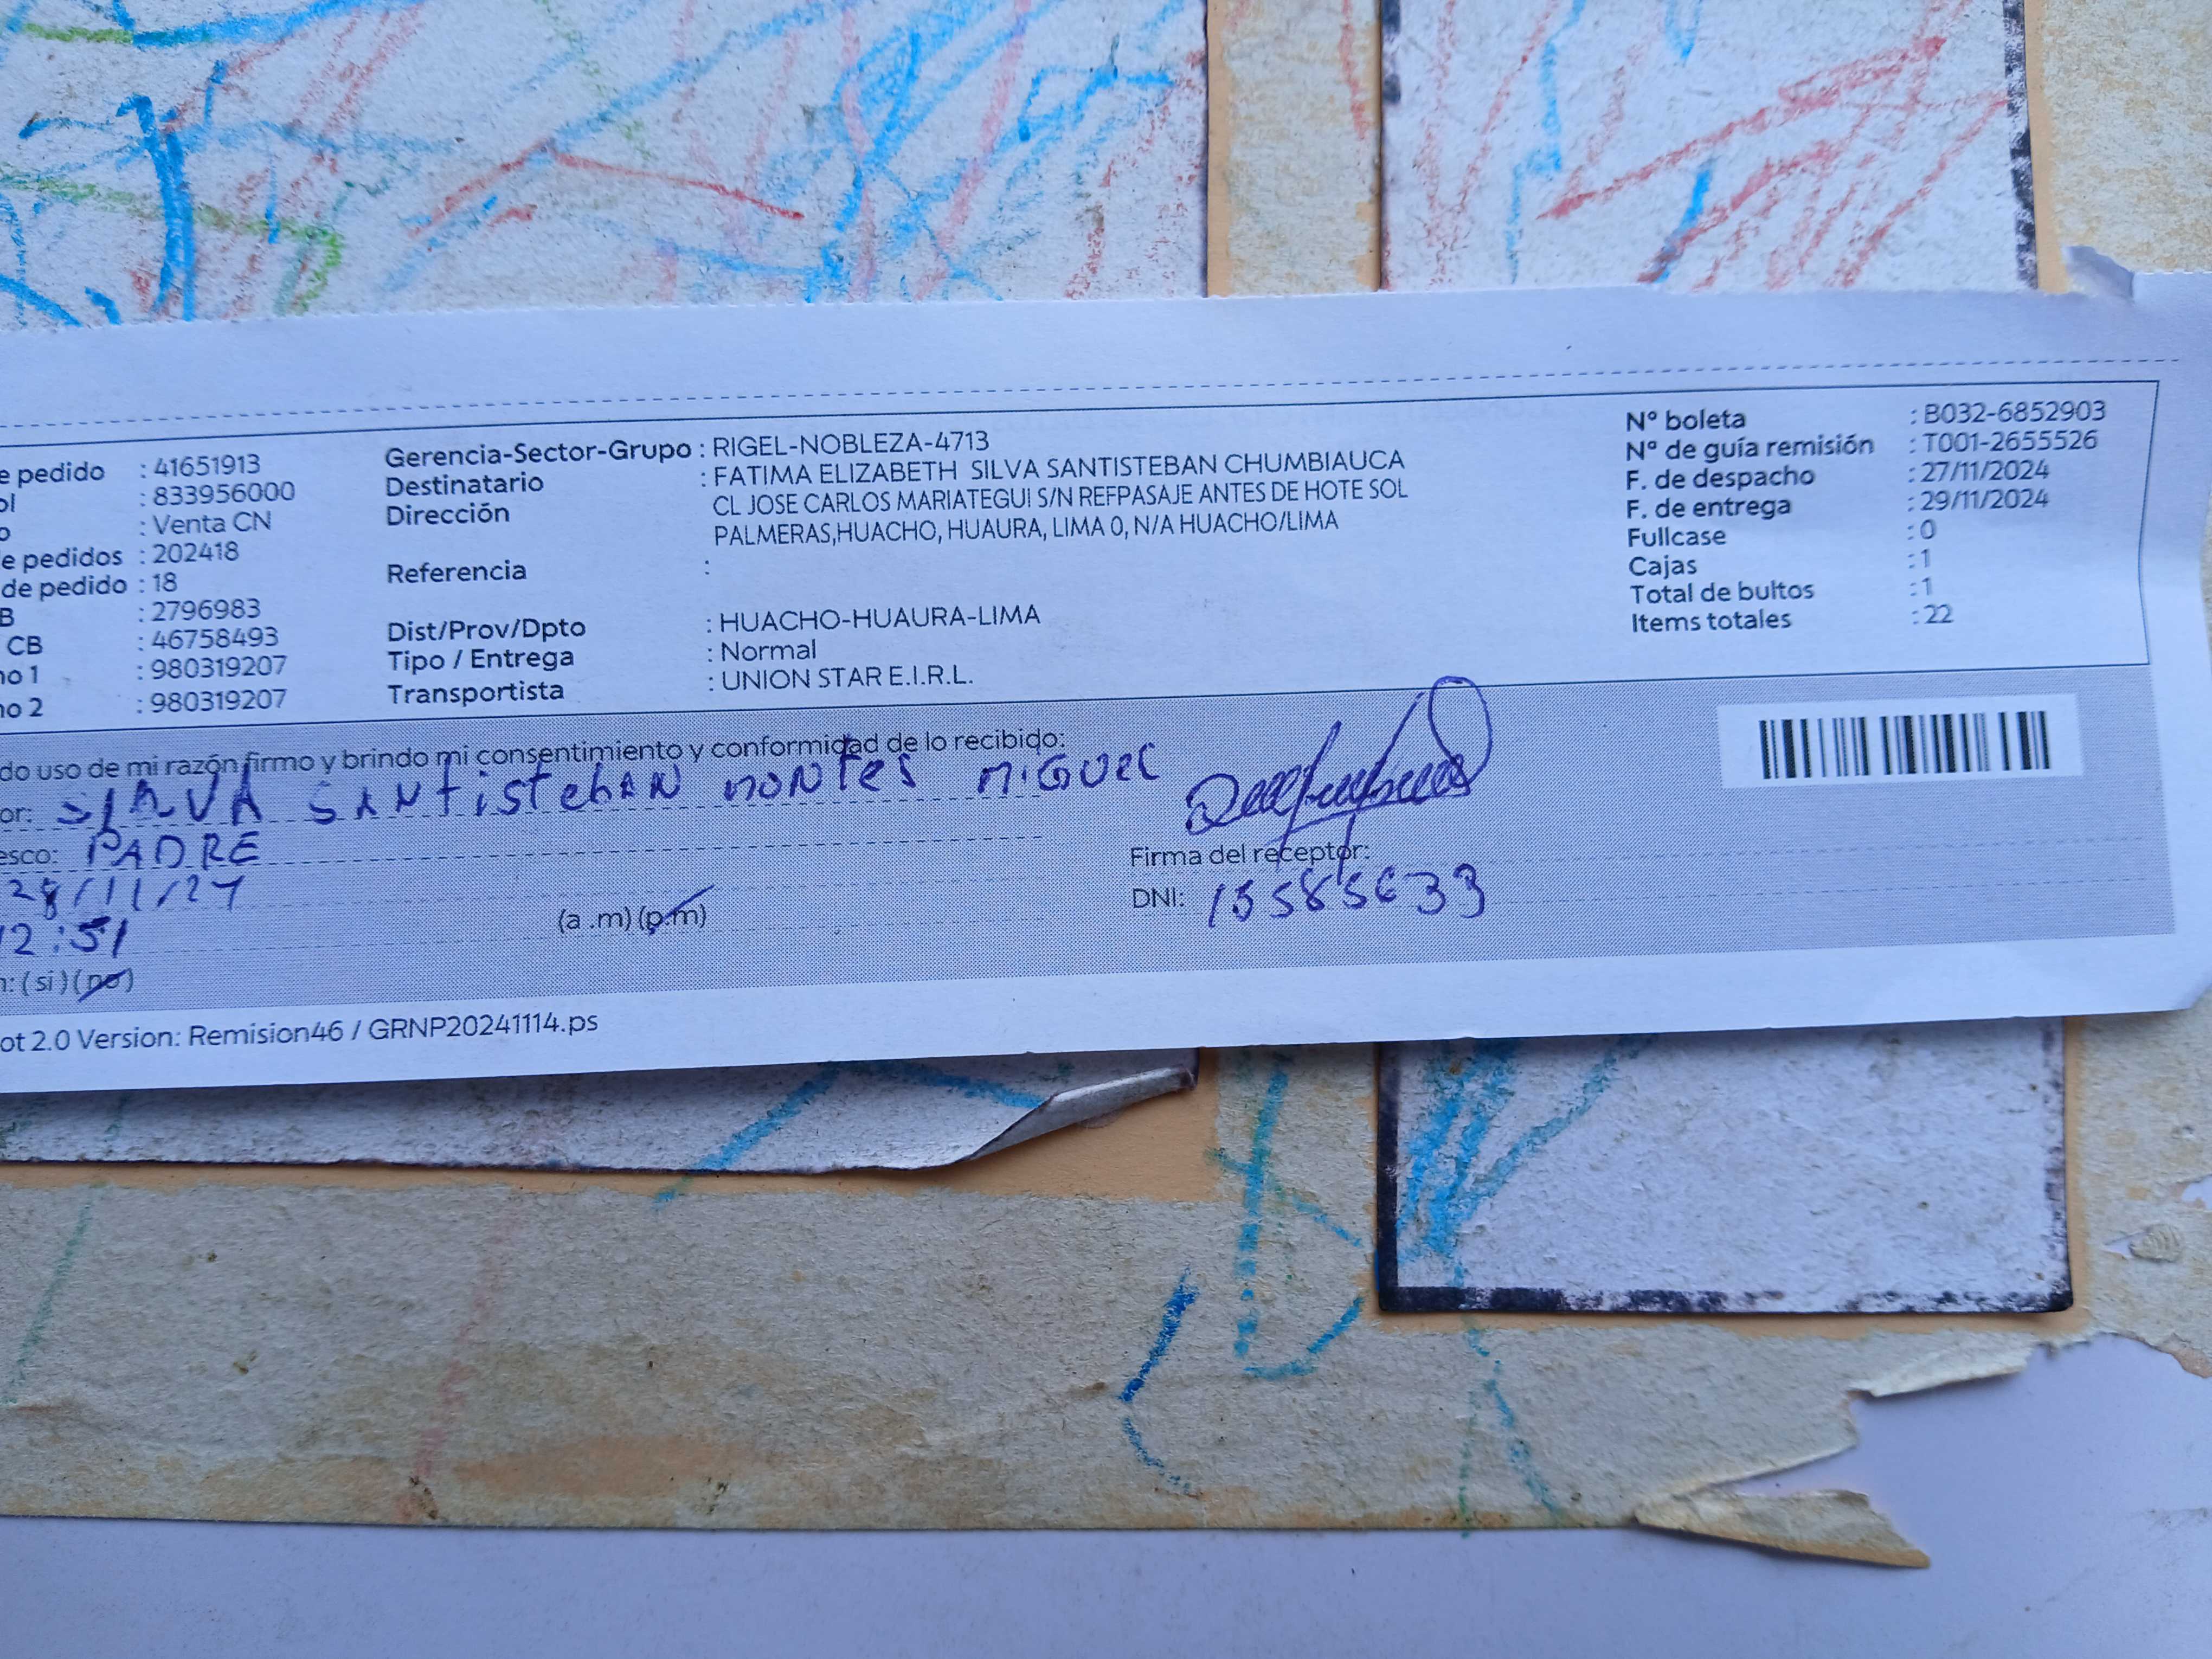 e pedido : 41651913
ol : 833956000
o : Venta CN
e pedidos : 202418
de pedido : 18
B : 2796983
CB : 46758493
no 1 : 980319207
no 2 : 980319207
Gerencia-Sector-Grupo : RIGEL-NOBLEZA-4713
Destinatario : FATIMA ELIZABETH SILVA SANTISTEBAN CHUMBIAUCA
Dirección CL JOSE CARLOS MARIATEGUI S/N REFPASAJE ANTES DE HOTE SOL
PALMERAS,HUACHO, HUAURA, LIMA 0, N/A HUACHO/LIMA
Referencia :
Dist/Prov/Dpto : HUACHO-HUAURA-LIMA
Tipo / Entrega : Normal
Transportista : UNION STAR E.I.R.L.
Nº boleta : B032-6852903
Nº de guía remisión : T001-2655526
F. de despacho : 27/11/2024
F. de entrega : 29/11/2024
Fullcase : 0
Cajas : 1
Total de bultos : 1
Items totales : 22
do uso de mi razón firmo y brindo mi consentimiento y conformidad de lo recibido:
or: SILVA SANtisteban montes miguel
esco: PADRE
28/11/24
12:51 (a .m) (p.m)
n: (si) (no)
Firma del receptor:
DNI: 15585633
ot 2.0 Version: Remision46 / GRNP20241114.ps